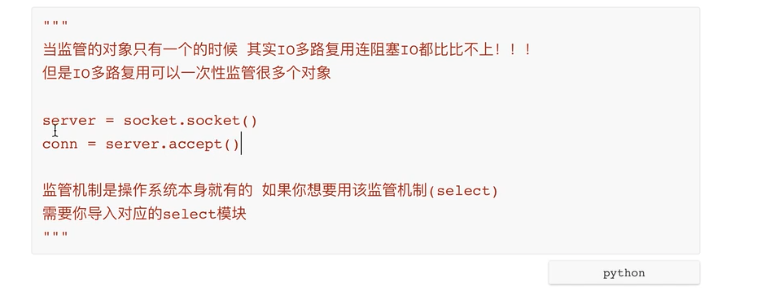 """
当监管的对象只有一个的时候 其实IO多路复用连阻塞IO都比比不上!!!
但是IO多路复用可以一次性监管很多个对象
server = socket.socket()
conn = server.accept()
监管机制是操作系统本身就有的 如果你想要用该监管机制(select)
需要你导入对应的select模块
"""
python